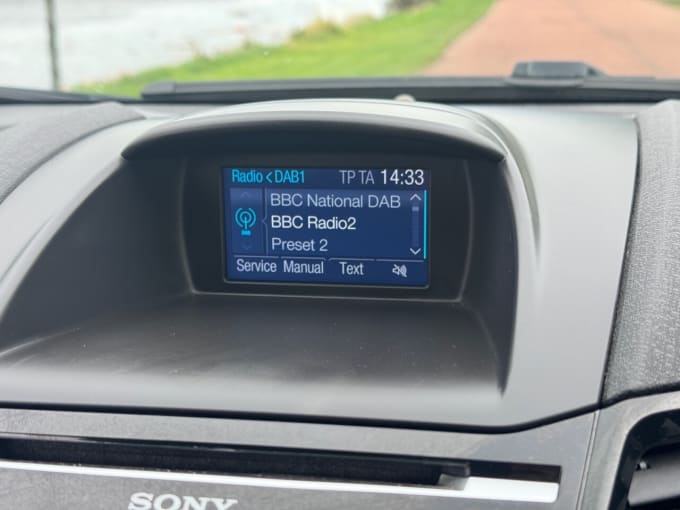 Radio < DAB1 TP TA 14:33
BBC National DAB
BBC Radio2
Preset 2
Service Manual Text
SONY